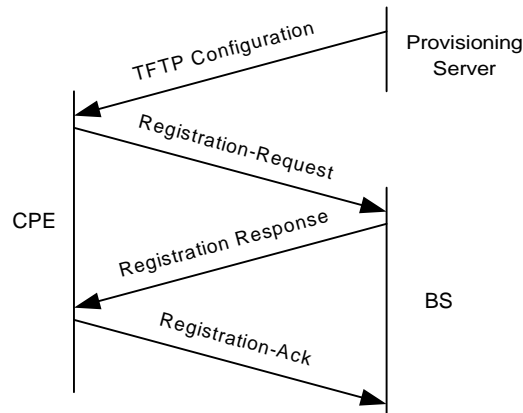 TFTP Configuration
Provisioning
Server
Registration-Request
CPE
Registration Response
BS
Registration-Ack